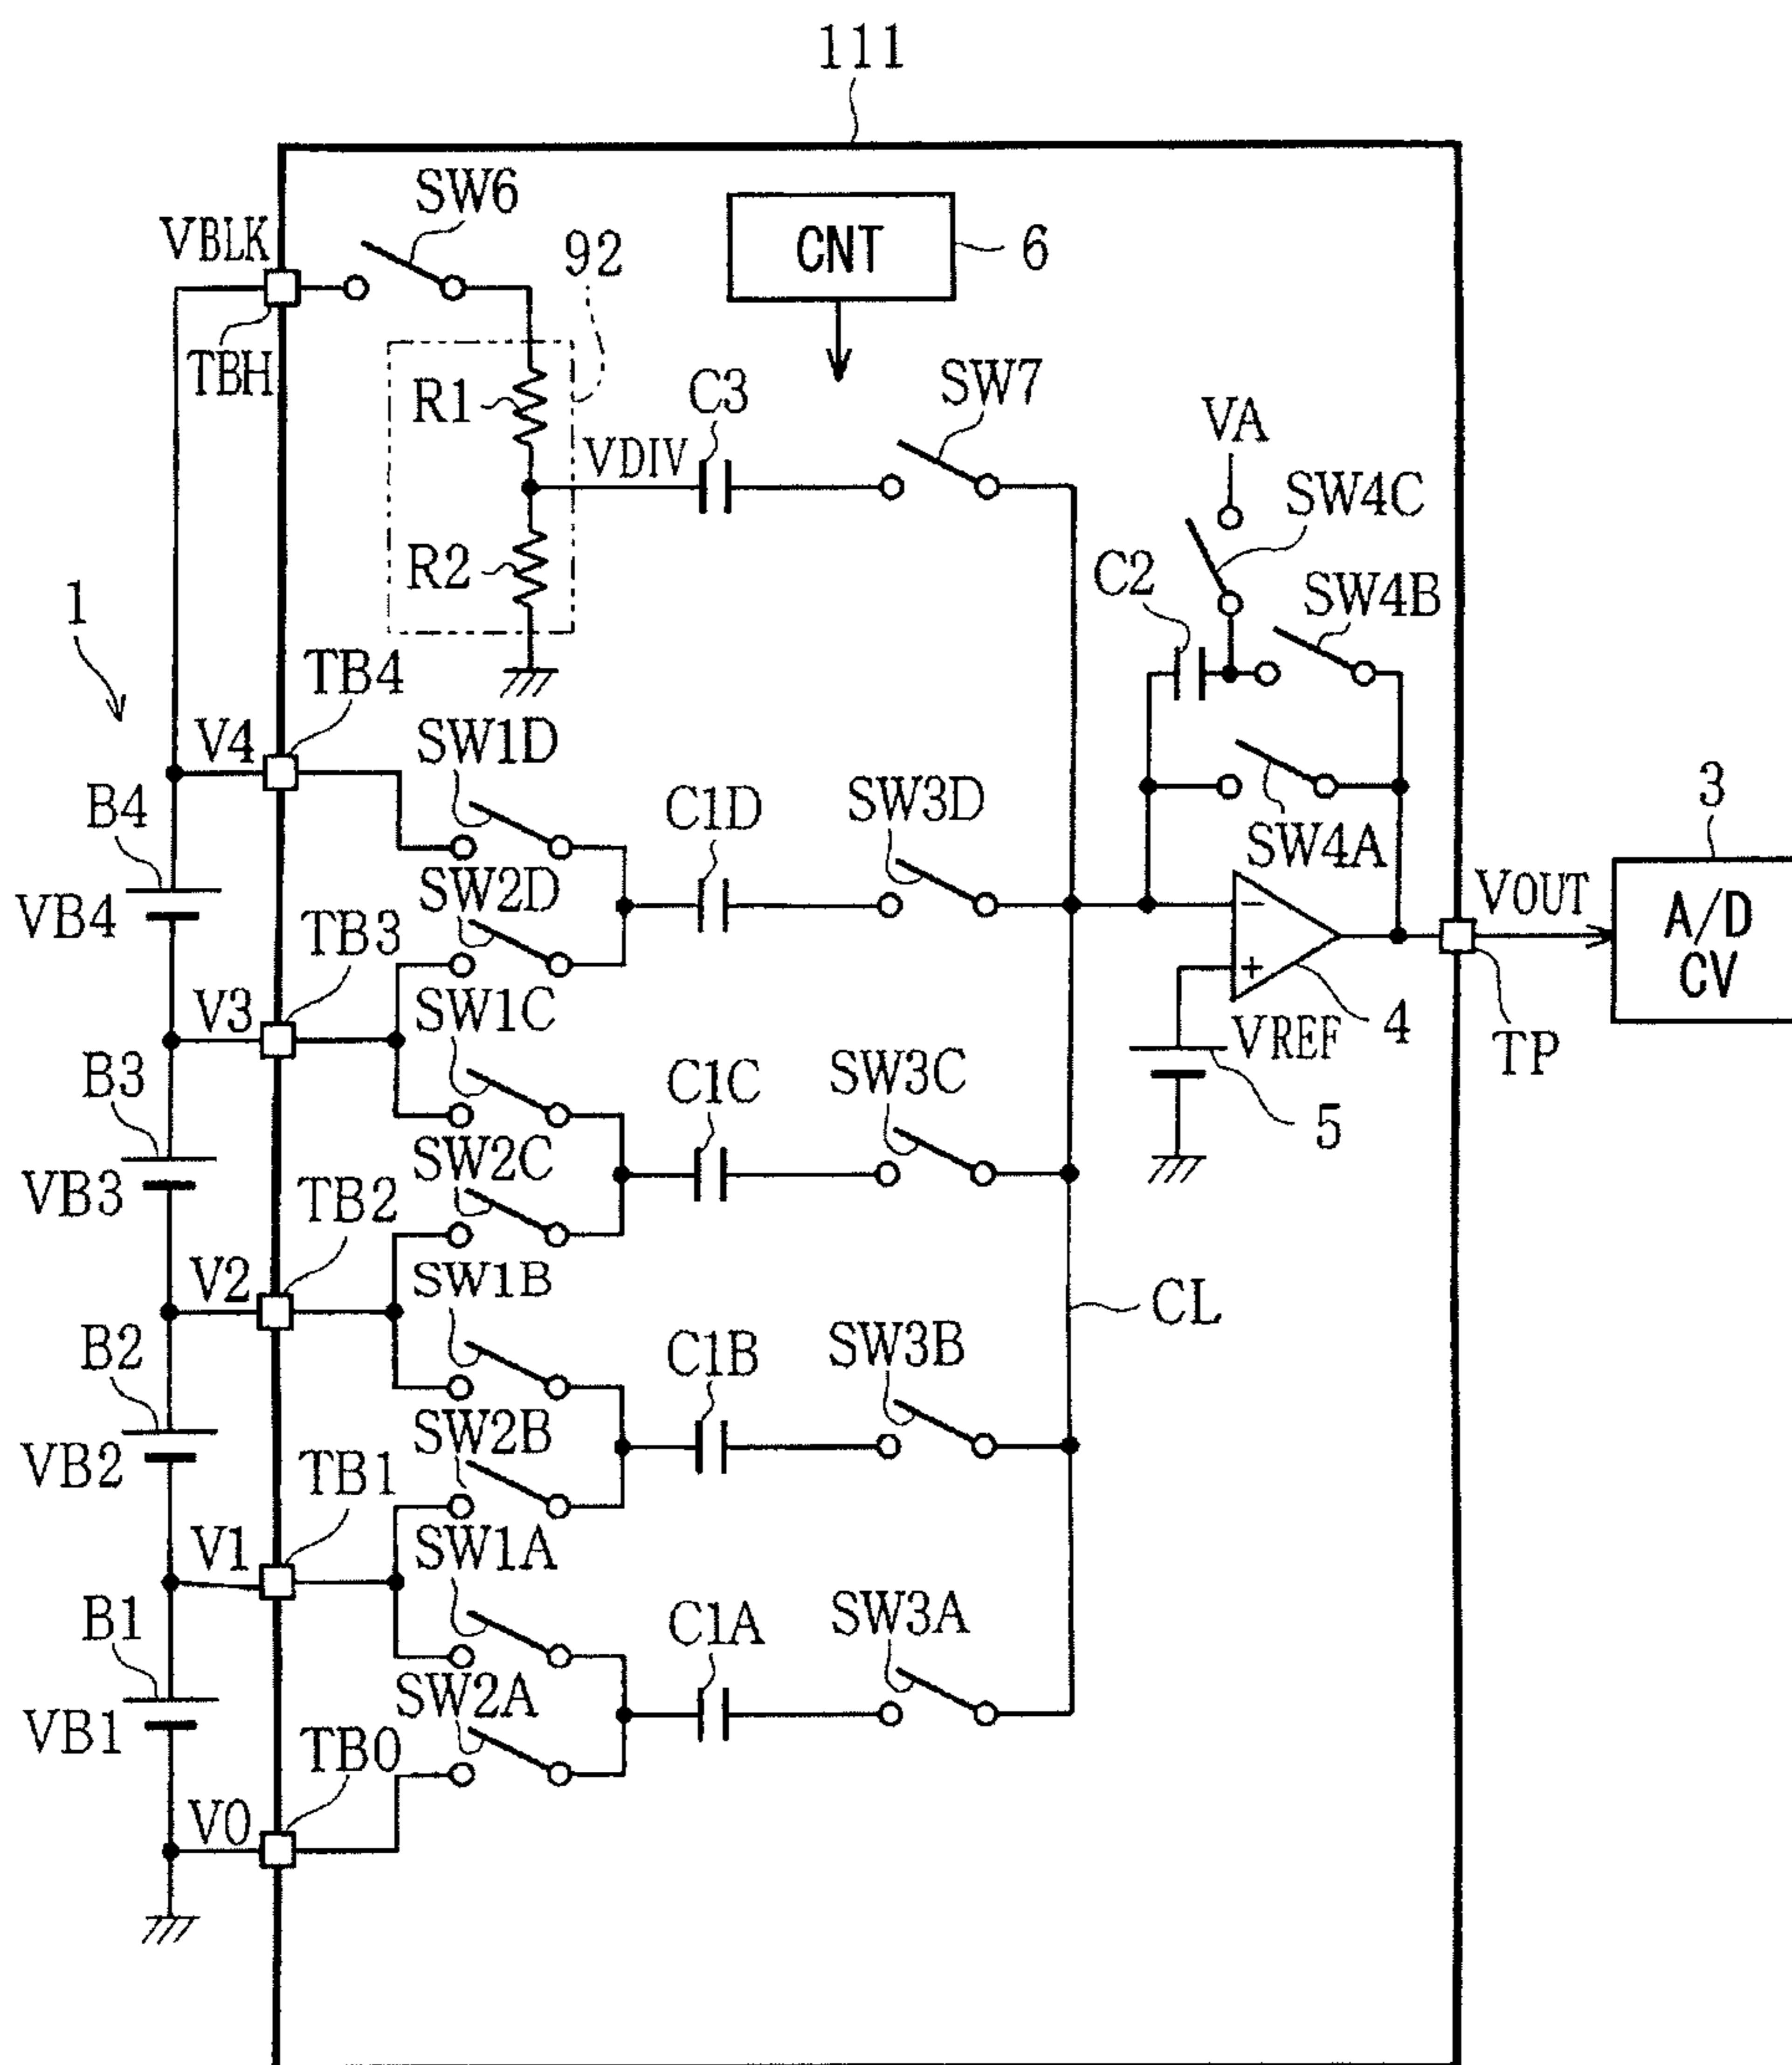 111
SW6
VBLK
92
CNT
6
TBH
R1
C3
SW7
VDIV
VA
SW4C
R2
C2
SW4B
1
TB4
V4
SW1D
B4
C1D
SW3D
SW4A
3
SW2D
VB4
TB3
VOUT
A/D
CV
−
+
V3
SW1C
VREF
4
TP
B3
C1C
SW3C
5
SW2C
VB3
TB2
V2
SW1B
CL
B2
C1B
SW3B
SW2B
VB2
TB1
V1
SW1A
B1
C1A
SW3A
SW2A
VB1
TB0
V0